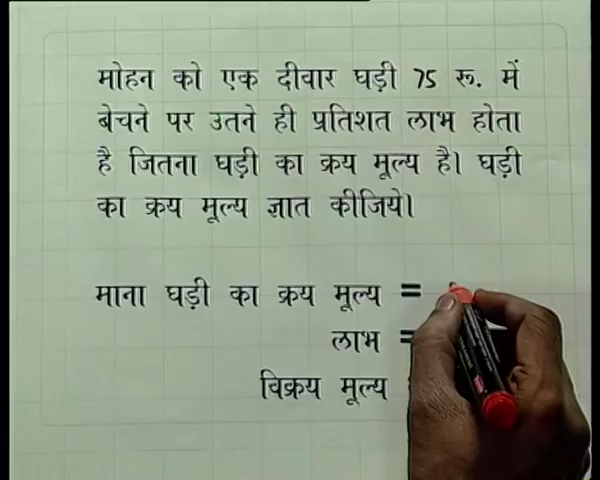 मोहन को एक दीवार घड़ी 75 रू. में
बेचने पर उतने ही प्रतिशत लाभ होता
है जितना घड़ी का क्रय मूल्य है। घड़ी
का क्रय मूल्य ज्ञात कीजिये।
माना घड़ी का क्रय मूल्य =
लाभ =
विक्रय मूल्य